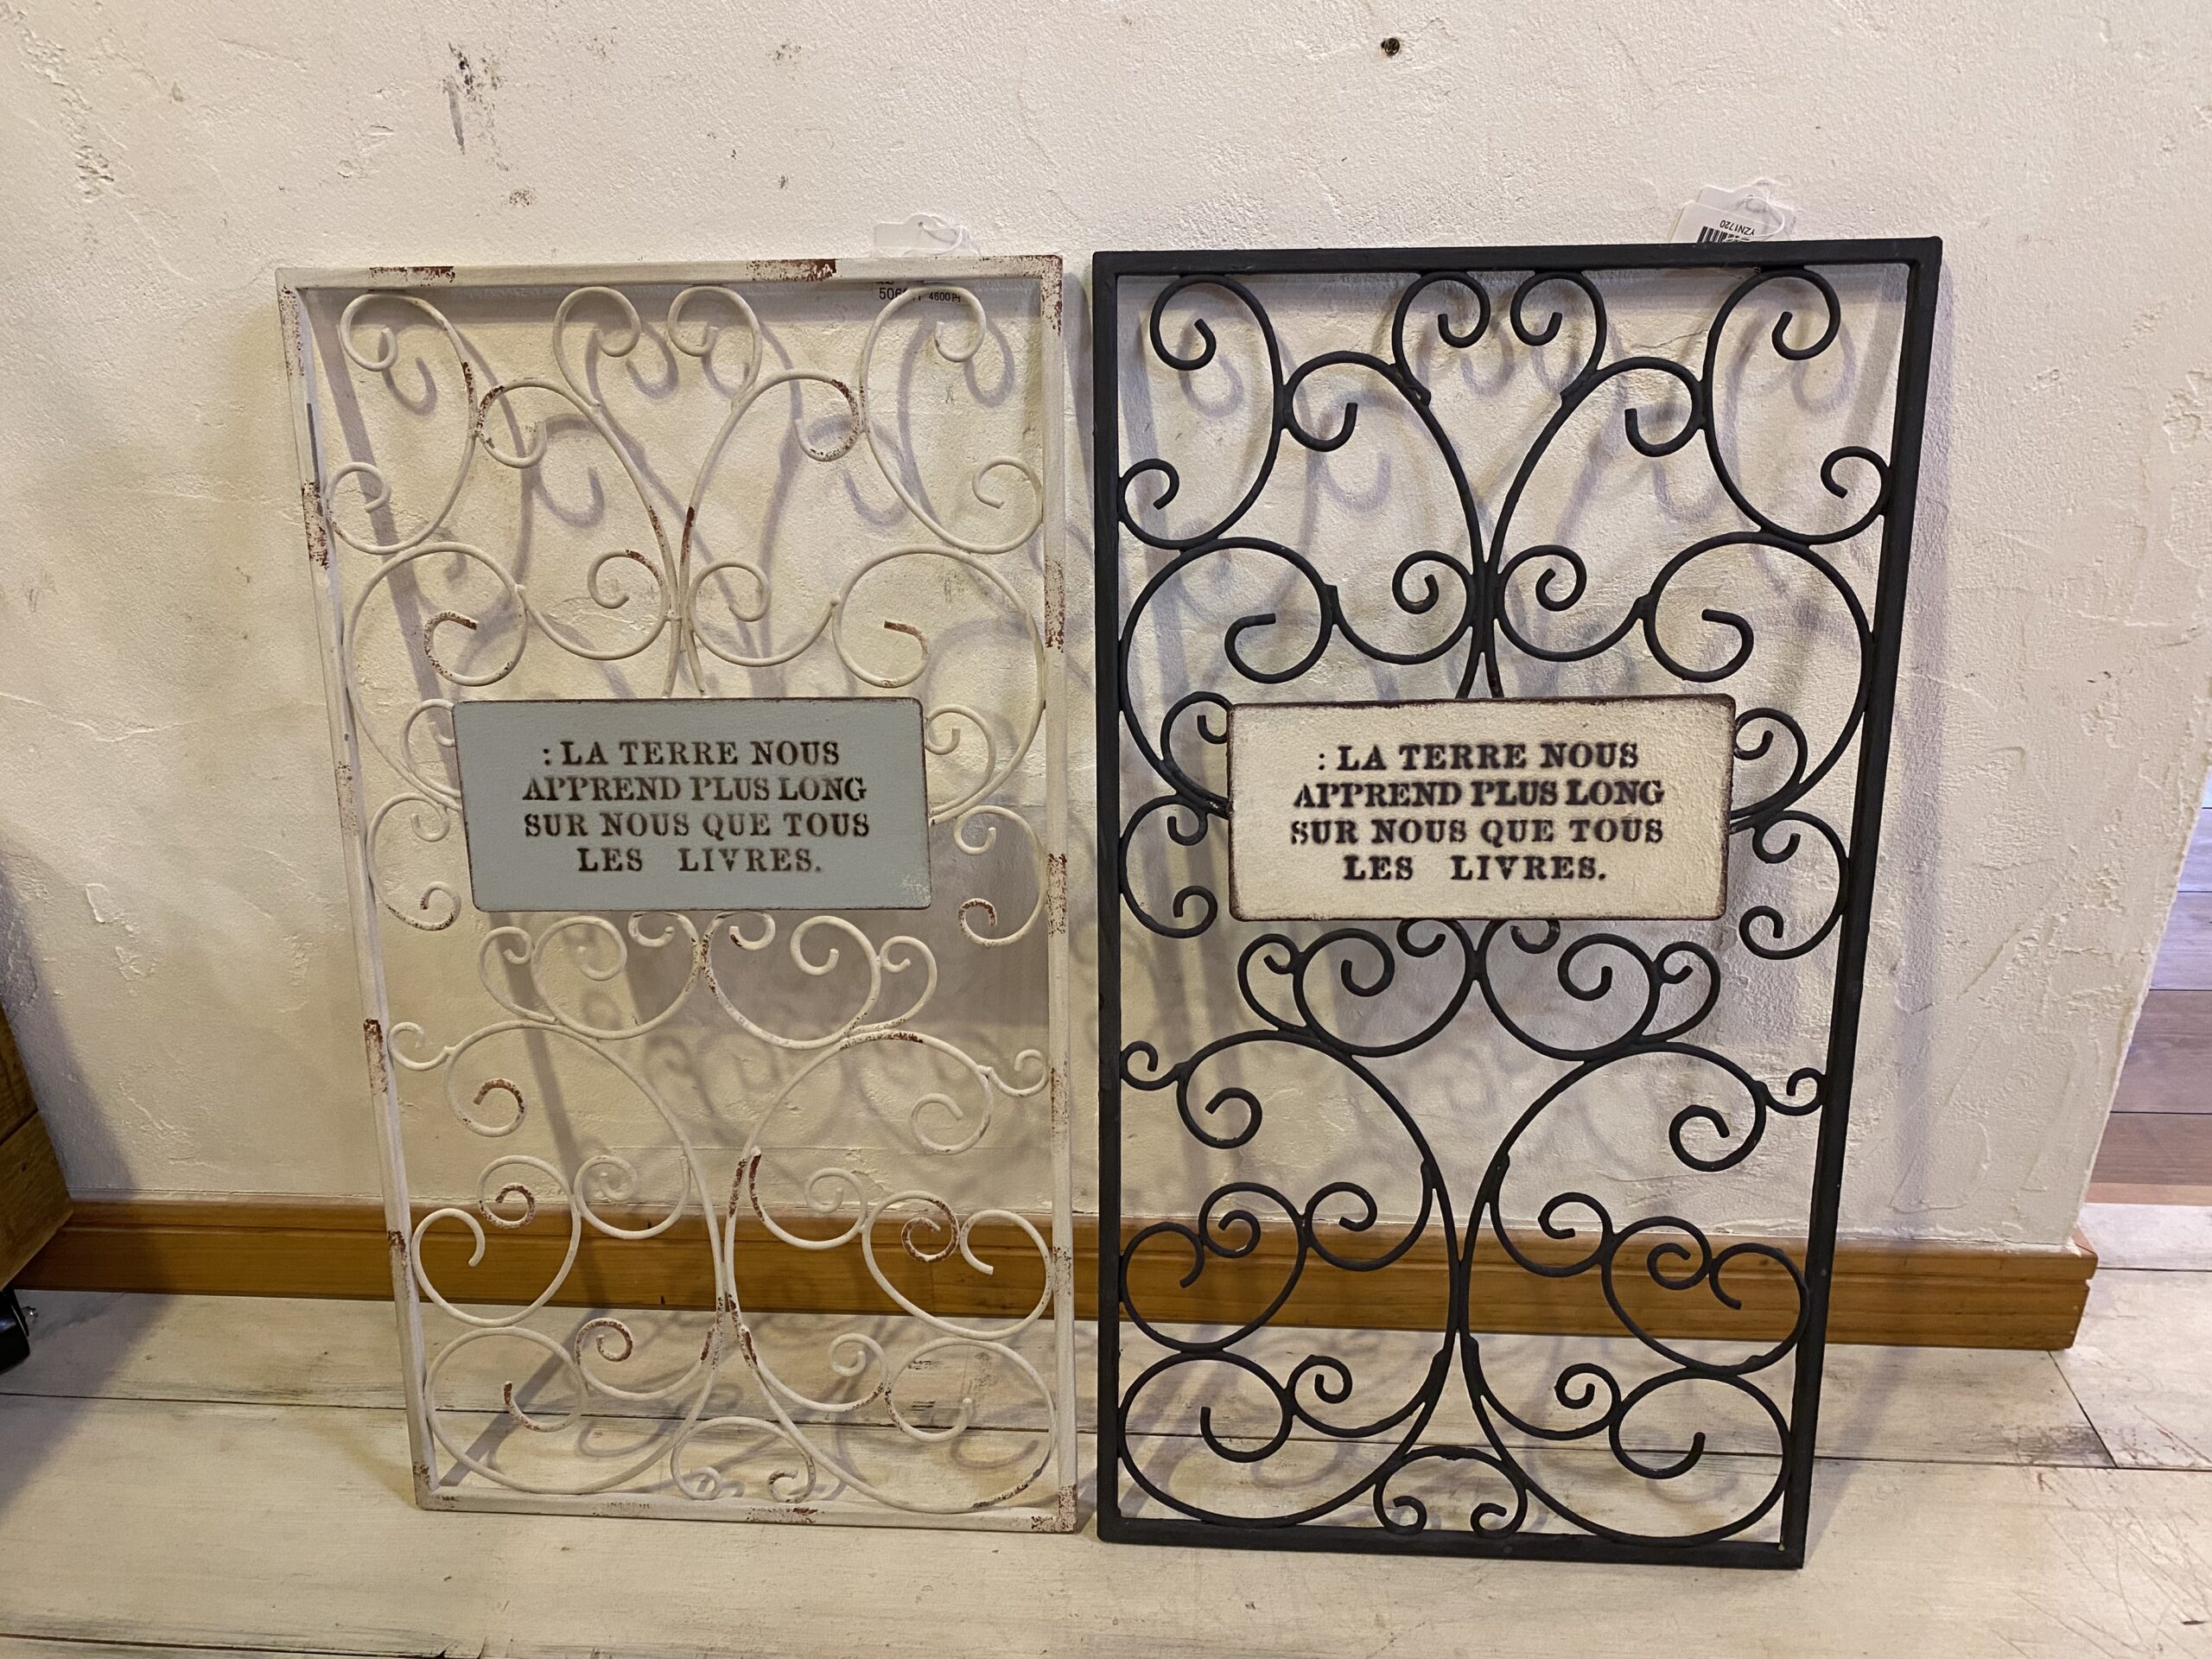 : LA TERRE NOUS
APPREND PLUS LONG
SUR NOUS QUE TOUS
LES LIVRES.
: LA TERRE NOUS
APPREND PLUS LONG
SUR NOUS QUE TOUS
LES LIVRES.
YZN1720